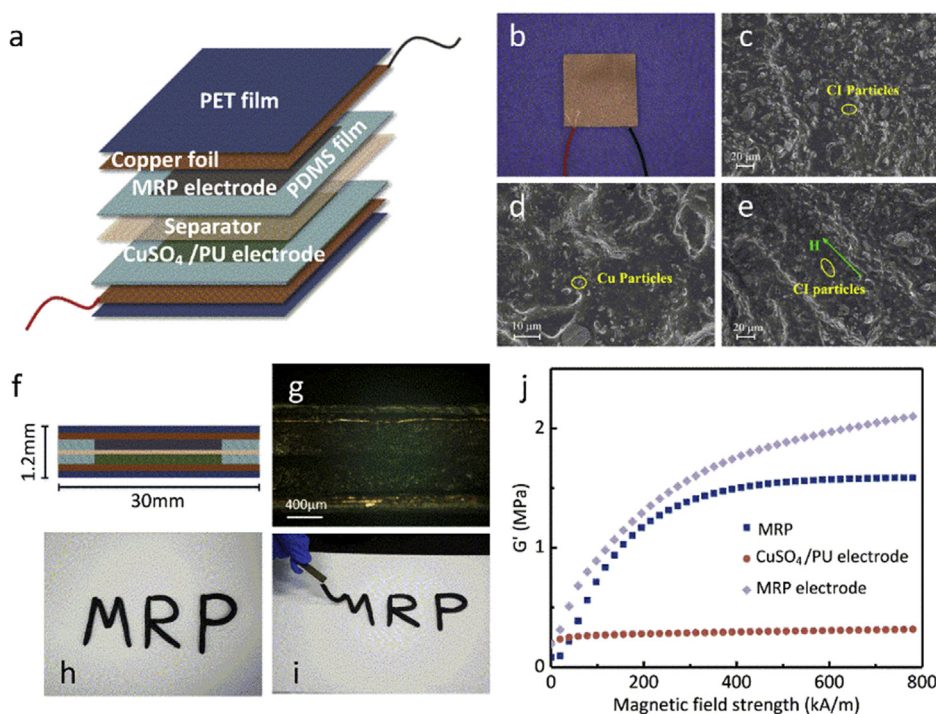 a
PET film
Copper foil
MRP electrode
PDMS film
Separator
CuSO₄ /PU electrode
b
c
CI Particles
20 μm
d
Cu Particles
10 μm
e
H
CI particles
20 μm
f
1.2mm
30mm
g
400μm
h
MRP
i
MRP
j
G' (MPa)
2
1
0
MRP
CuSO₄/PU electrode
MRP electrode
0 200 400 600 800
Magnetic field strength (kA/m)